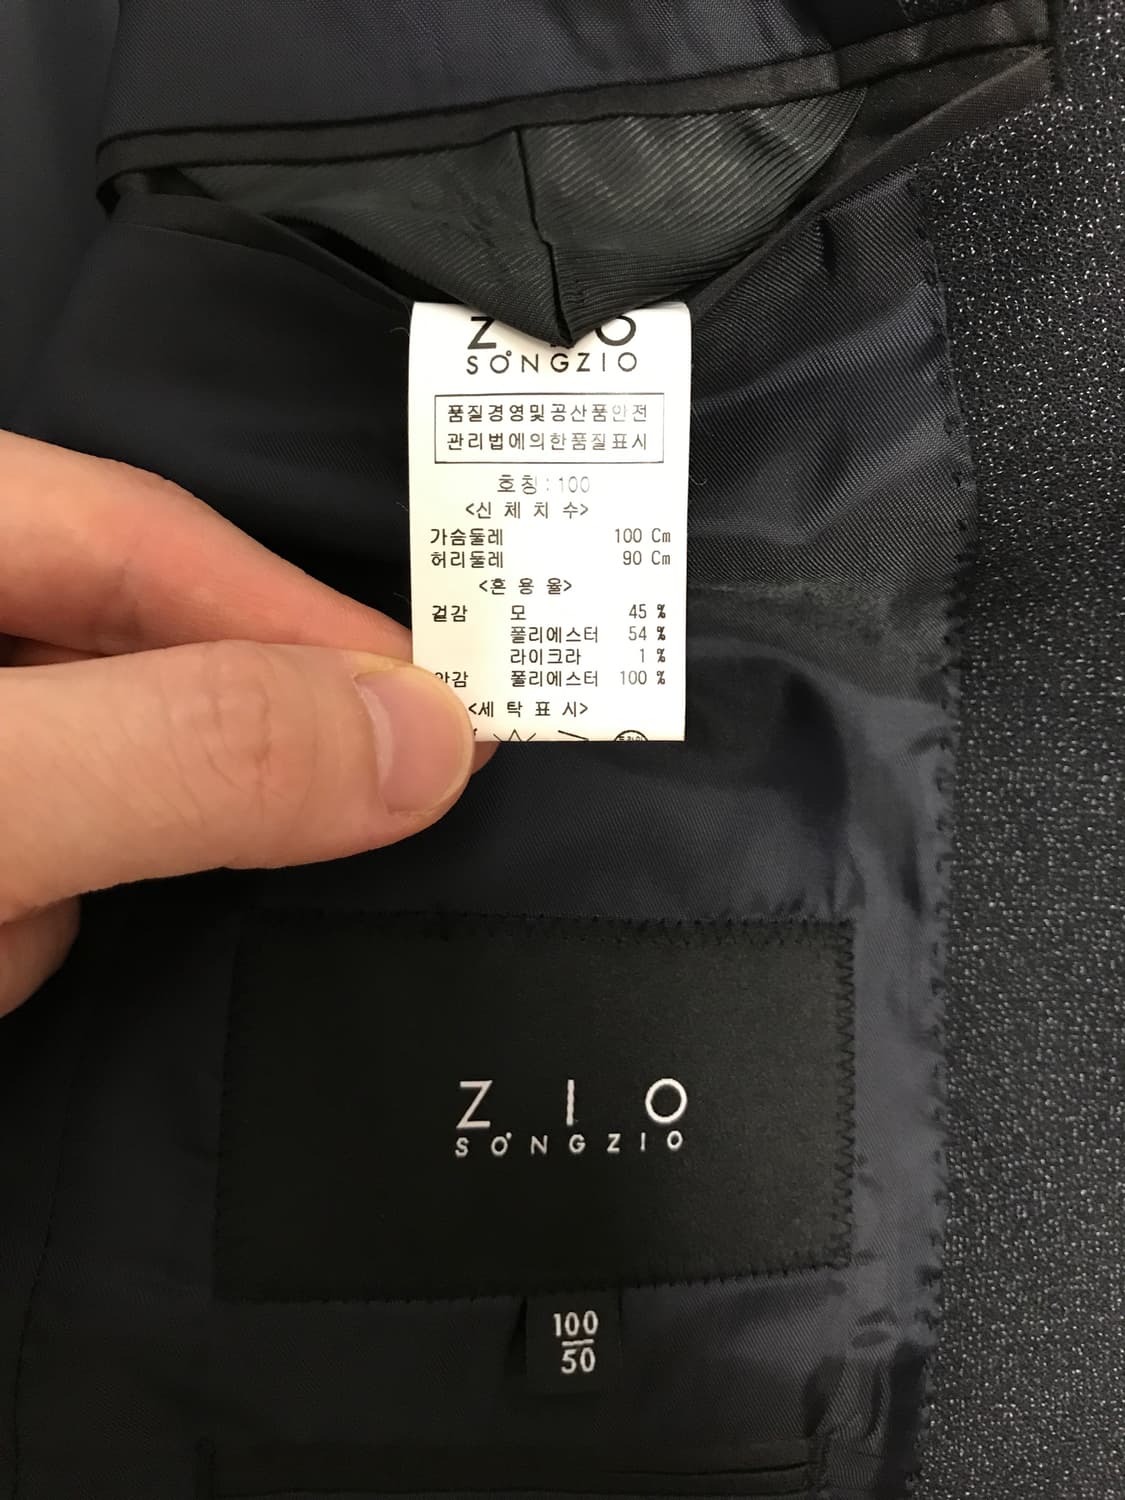 SONGZIO
품질경영및공산품안전
관리법에의한품질표시
호칭:100
<신 체 치 수>
가슴둘레 100 Cm
허리둘레 90 Cm
<혼 용 율>
겉감 모 45 %
폴리에스터 54 %
라이크라 1 %
안감 폴리에스터 100 %
<세 탁 표 시>
ZIO
SONGZIO
100
50